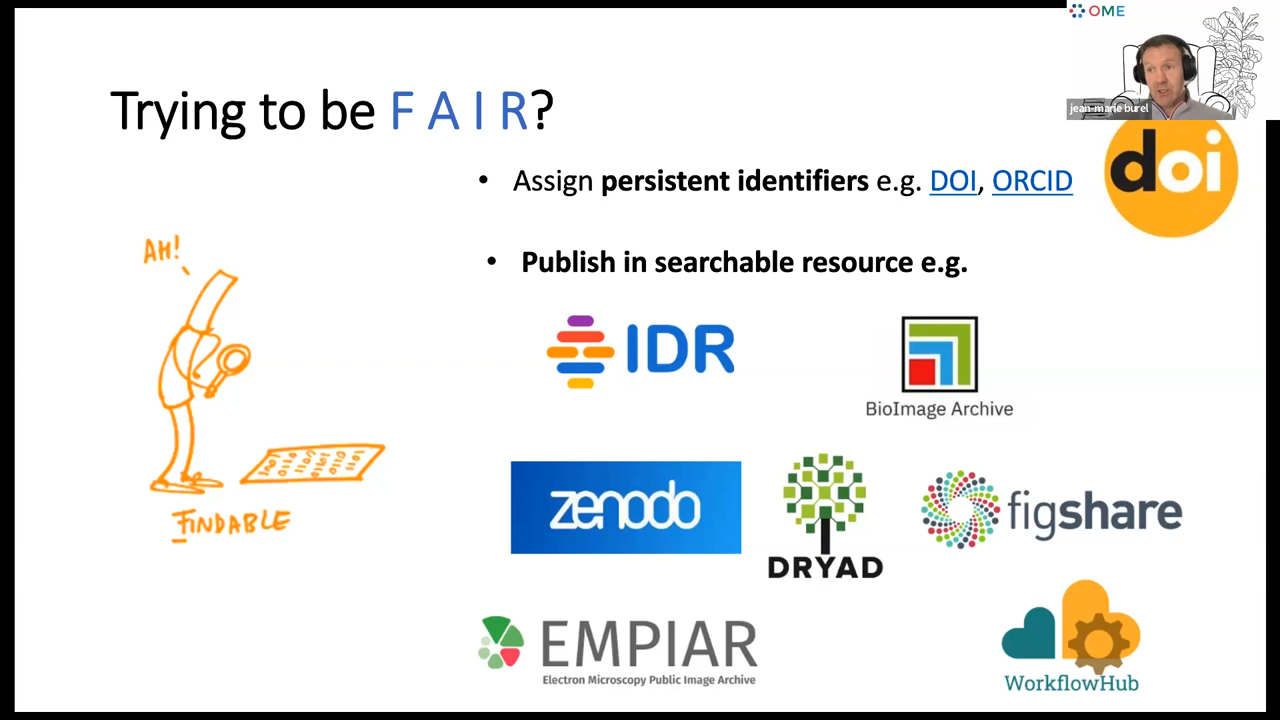 OME
jean-marie burel
Trying to be F A I R?
doi
• Assign persistent identifiers e.g. DOI, ORCID
• Publish in searchable resource e.g.
AH!
FINDABLE
IDR
BioImage Archive
zenodo
DRYAD
figshare
EMPIAR
Electron Microscopy Public Image Archive
WorkflowHub